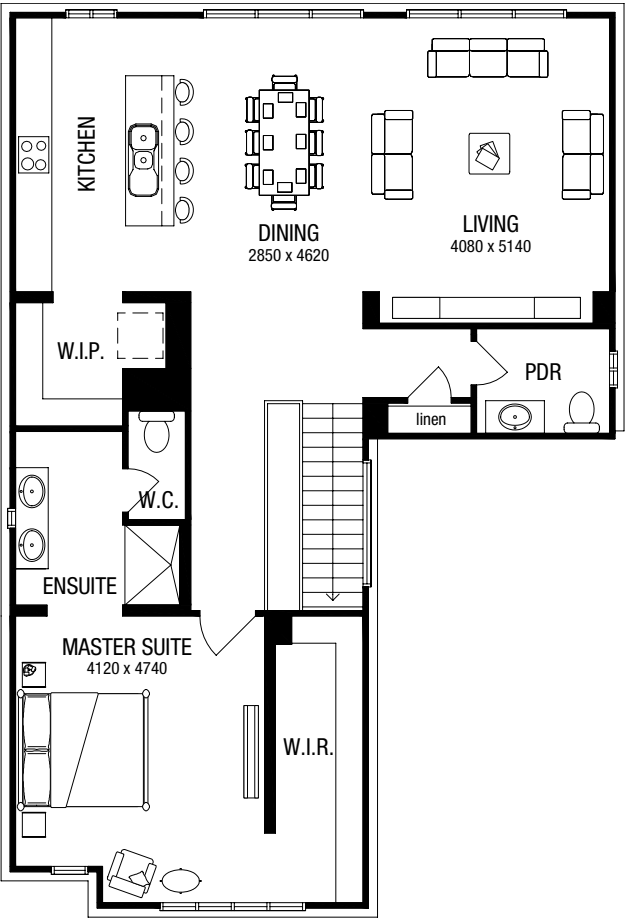 KITCHEN
DINING
2850 x 4620
LIVING
4080 x 5140
W.I.P.
PDR
linen
W.C.
ENSUITE
MASTER SUITE
4120 x 4740
W.I.R.